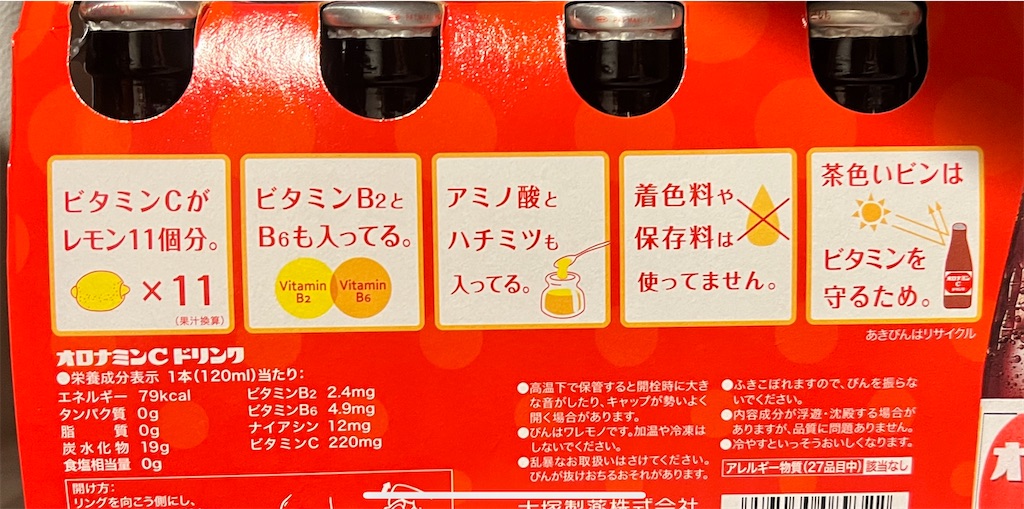 ビタミンCが
レモン11個分。
×11
(果汁換算)
ビタミンB2と
B6も入ってる。
Vitamin
B2
Vitamin
B6
アミノ酸と
ハチミツも
入ってる。
着色料や
保存料は
使ってません。
茶色いビンは
ビタミンを
守るため。
オロナミン
C
あきびんはリサイクル
オロナミンC ドリンク
●栄養成分表示 1本(120ml)当たり:
エネルギー 79kcal
タンパク質 0g
脂 質 0g
炭水化物 19g
食塩相当量 0g
ビタミンB2 2.4mg
ビタミンB6 4.9mg
ナイアシン 12mg
ビタミンC 220mg
開け方:
リングを向こう側にし、
●高温下で保管すると開栓時に大き
な音がしたり、キャップが勢いよく
開く場合があります。
●びんはワレモノです。加温や冷凍は
しないでください。
●乱暴なお取扱いはさけてください。
びんが抜けおちるおそれがあります。
●ふきこぼれますので、びんを振らな
いでください。
●内容成分が浮遊・沈殿する場合が
ありますが、品質に問題ありません。
●冷やすといっそうおいしくなります。
アレルギー物質(27品目中) 該当なし
大塚製薬株式会社
オ